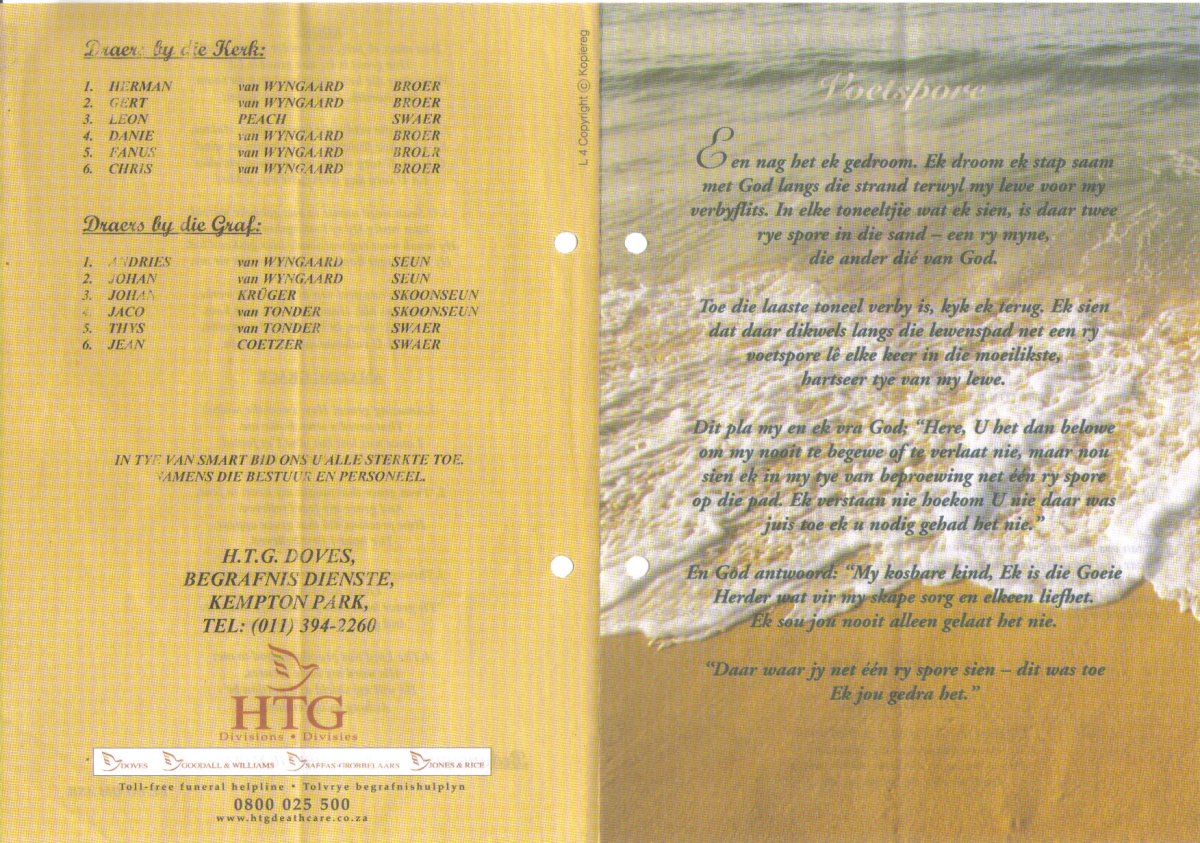 Draers by die Kerk:
1. HERMAN van WYNGAARD BROER
2. GERT van WYNGAARD BROER
3. LEON PEACH SWAER
4. DANIE van WYNGAARD BROER
5. FANUS van WYNGAARD BROER
6. CHRIS van WYNGAARD BROER
Draers by die Graf:
1. ANDRIES van WYNGAARD SEUN
2. JOHAN van WYNGAARD SEUN
3. JOHAN KRÜGER SKOONSEUN
4. JACO van TONDER SKOONSEUN
5. THYS van TONDER SWAER
6. JEAN COETZER SWAER
IN TYE VAN SMART BID ONS U ALLE STERKTE TOE.
NAMENS DIE BESTUUR EN PERSONEEL.
H.T.G. DOVES,
BEGRAFNIS DIENSTE,
KEMPTON PARK,
TEL: (011) 394-2260
HTG
Divisions • Divisies
DOVES GOODALL & WILLIAMS SAFFAS-GROBBELAARS JONES & RICE
Toll-free funeral helpline • Tolvrye begrafnishulplyn
0800 025 500
www.htgdeathcare.co.za
L 4 Copyright © Kopiereg
Voetspore
Een nag het ek gedroom. Ek droom ek stap saam
met God langs die strand terwyl my lewe voor my
verbyflits. In elke toneeltjie wat ek sien, is daar twee
rye spore in die sand – een ry myne,
die ander dié van God.
Toe die laaste toneel verby is, kyk ek terug. Ek sien
dat daar dikwels langs die lewenspad net een ry
voetspore lê elke keer in die moeilikste,
hartseer tye van my lewe.
Dit pla my en ek vra God; “Here, U het dan belowe
om my nooit te begewe of te verlaat nie, maar nou
sien ek in my tye van beproewing net één ry spore
op die pad. Ek verstaan nie hoekom U nie daar was
juis toe ek u nodig gehad het nie.”
En God antwoord: “My kosbare kind, Ek is die Goeie
Herder wat vir my skape sorg en elkeen liefhet.
Ek sou jou nooit alleen gelaat het nie.
“Daar waar jy net één ry spore sien – dit was toe
Ek jou gedra het.”